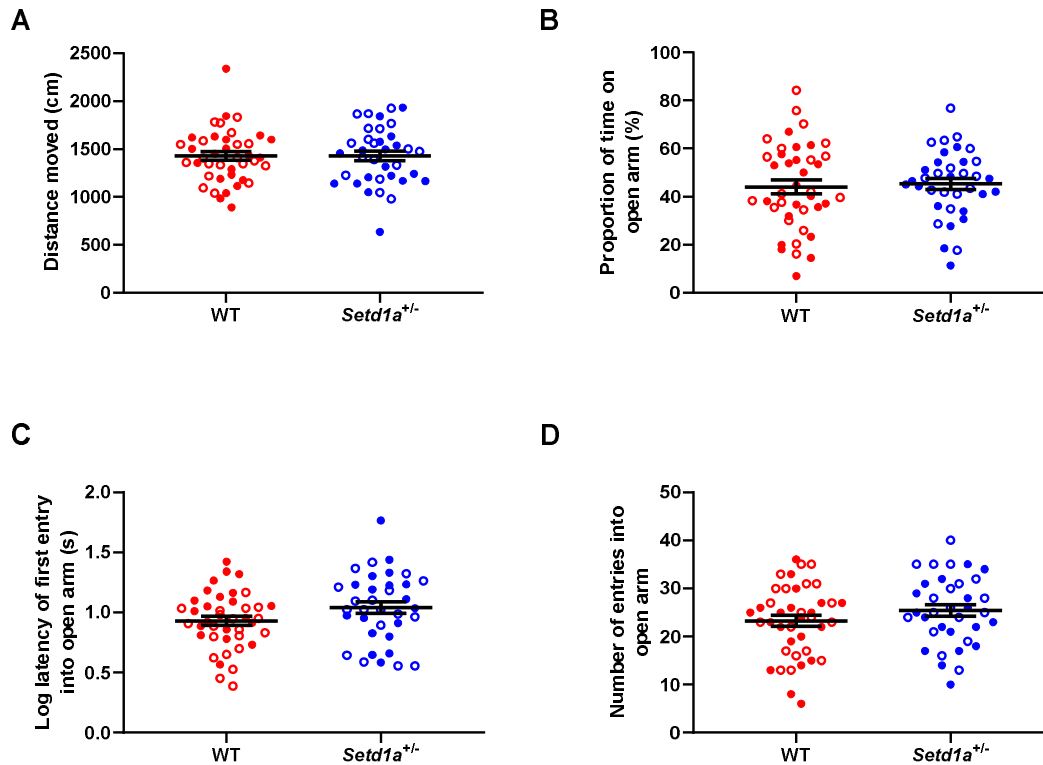 A
Distance moved (cm)
2500
2000
1500
1000
500
0
WT
Setd1a+/-
B
Proportion of time on
open arm (%)
100
80
60
40
20
0
WT
Setd1a+/-
C
Log latency of first entry
into open arm (s)
2.0
1.5
1.0
0.5
0.0
WT
Setd1a+/-
D
Number of entries into
open arm
50
40
30
20
10
0
WT
Setd1a+/-